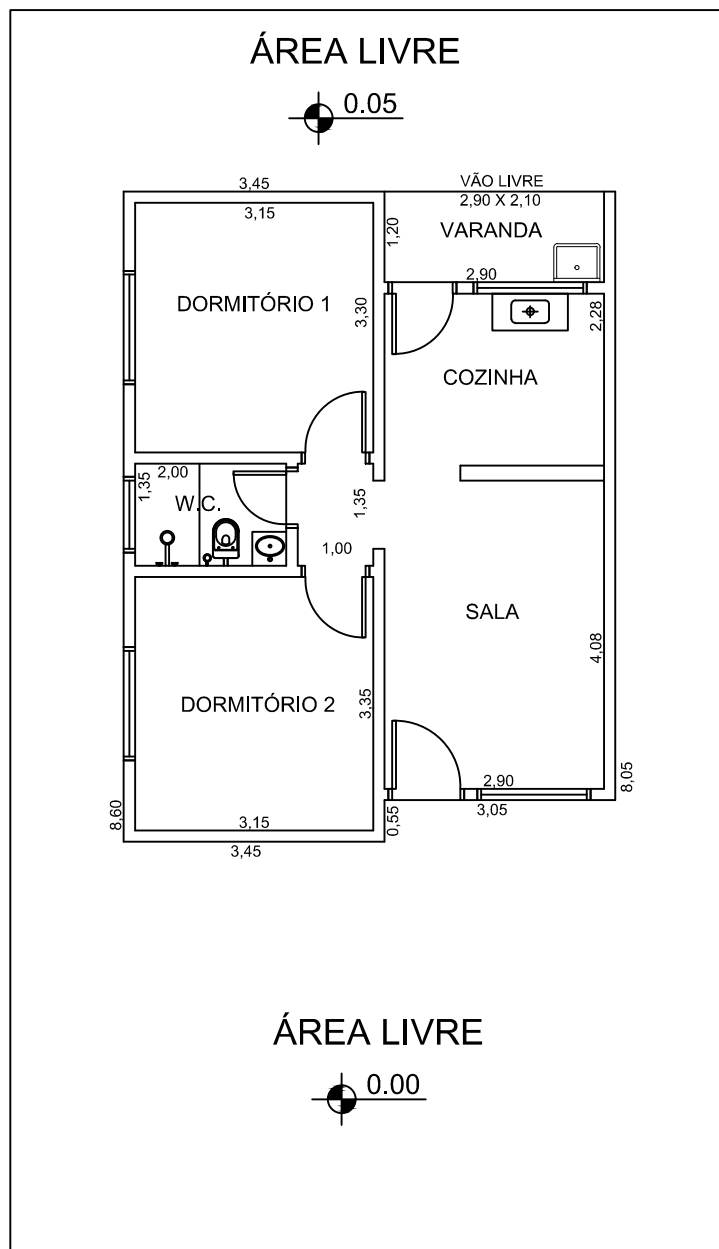 ÁREA LIVRE
0.05
3,45
VÃO LIVRE
2,90 X 2,10
3,15
1,20
VARANDA
2,90
DORMITÓRIO 1
3,30
2,28
COZINHA
2,00
1,35
W.C.
1,35
1,00
SALA
4,08
DORMITÓRIO 2
3,35
2,90
8,05
8,60
3,15
0,55
3,05
3,45
ÁREA LIVRE
0.00